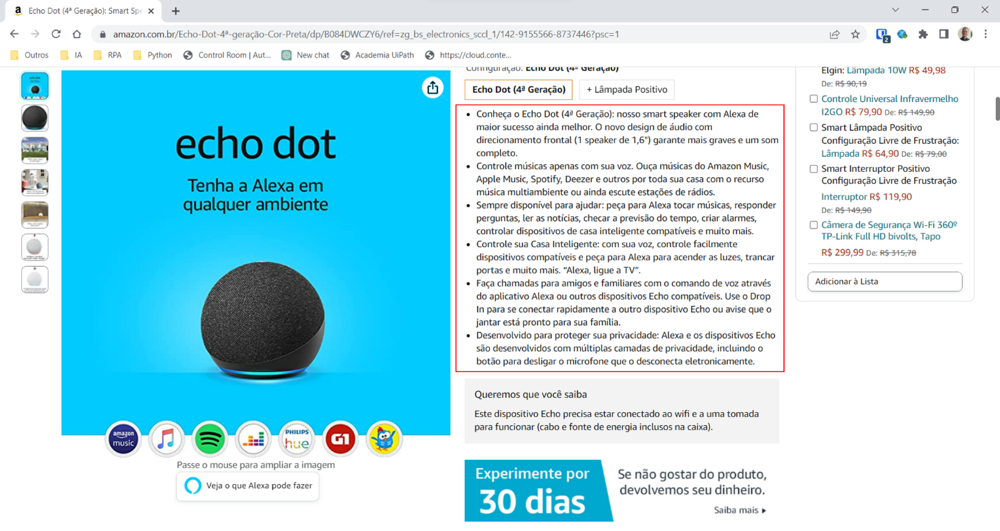 Echo Dot (4ª Geração): Smart Spe
amazon.com.br/Echo-Dot-4ª-geração-Cor-Preta/dp/B084DWCZY6/ref=zg_bs_electronics_sccl_1/142-9155566-8737446?psc=1
2
Outros
IA
RPA
Python
Control Room | Aut...
New chat
Academia UiPath
https://cloud.conte...
echo dot
Tenha a Alexa em
qualquer ambiente
amazon
music
PHILIPS
hue
G1
Passe o mouse para ampliar a imagem
Veja o que Alexa pode fazer
Configuração: Echo Dot (4ª Geração)
Echo Dot (4ª Geração)
+ Lâmpada Positivo
• Conheça o Echo Dot (4ª Geração): nosso smart speaker com Alexa de
maior sucesso ainda melhor. O novo design de áudio com
direcionamento frontal (1 speaker de 1,6") garante mais graves e um som
completo.
• Controle músicas apenas com sua voz. Ouça músicas do Amazon Music,
Apple Music, Spotify, Deezer e outros por toda sua casa com o recurso
música multiambiente ou ainda escute estações de rádios.
• Sempre disponível para ajudar: peça para Alexa tocar músicas, responder
perguntas, ler as notícias, checar a previsão do tempo, criar alarmes,
controlar dispositivos de casa inteligente compatíveis e muito mais.
• Controle sua Casa Inteligente: com sua voz, controle facilmente
dispositivos compatíveis e peça para Alexa para acender as luzes, trancar
portas e muito mais. “Alexa, ligue a TV”.
• Faça chamadas para amigos e familiares com o comando de voz através
do aplicativo Alexa ou outros dispositivos Echo compatíveis. Use o Drop
In para se conectar rapidamente a outro dispositivo Echo ou avise que o
jantar está pronto para sua família.
• Desenvolvido para proteger sua privacidade: Alexa e os dispositivos Echo
são desenvolvidos com múltiplas camadas de privacidade, incluindo o
botão para desligar o microfone que o desconecta eletronicamente.
Queremos que você saiba
Este dispositivo Echo precisa estar conectado ao wifi e a uma tomada
para funcionar (cabo e fonte de energia inclusos na caixa).
Experimente por
30 dias
Se não gostar do produto,
devolvemos seu dinheiro.
Saiba mais
Elgin: Lâmpada 10W R$ 49,98
De: R$ 90,19
Controle Universal Infravermelho
I2GO R$ 79,90 De: R$ 149,90
Smart Lâmpada Positivo
Configuração Livre de Frustração:
Lâmpada R$ 64,90 De: R$ 79,00
Smart Interruptor Positivo
Configuração Livre de Frustração
Interruptor R$ 119,90
De: R$ 149,90
Câmera de Segurança Wi-Fi 360º
TP-Link Full HD bivolts, Tapo
R$ 299,99 De: R$ 315,78
Adicionar à Lista